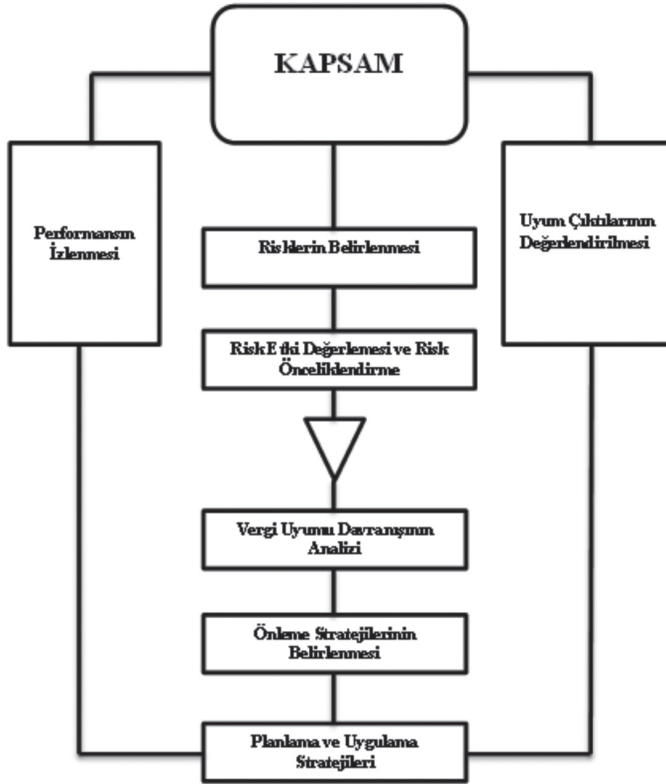 KAPSAM
Performansın
İzlenmesi
Risklerin Belirlenmesi
Uyum Çıktılarının
Değerlendirilmesi
Risk Etki Değerlemesi ve Risk
Önceliklendirme
Vergi Uyumu Davranışının
Analizi
Önleme Stratejilerinin
Belirlenmesi
Planlama ve Uygulama
Stratejileri